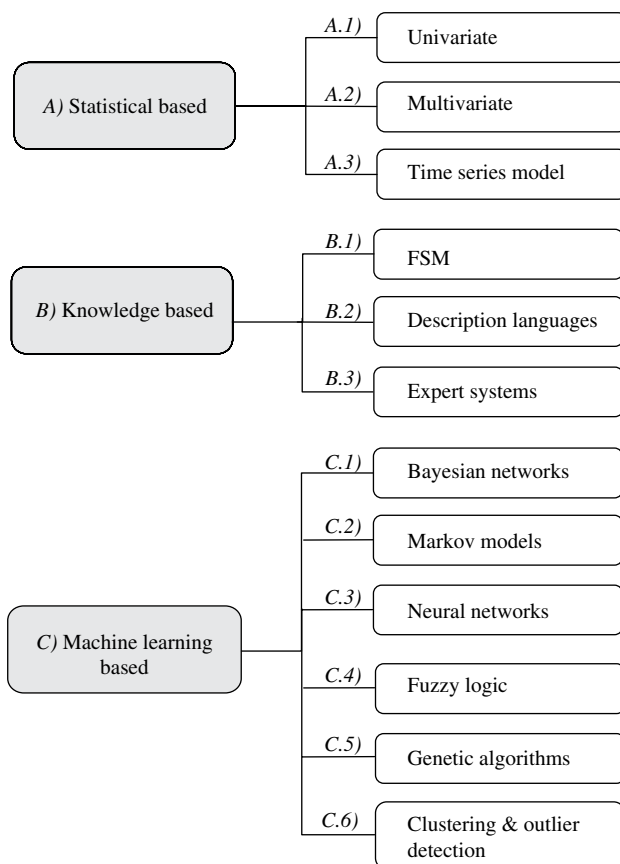 A.1)
Univariate
A) Statistical based
A.2)
Multivariate
A.3)
Time series model
B.1)
FSM
B) Knowledge based
B.2)
Description languages
B.3)
Expert systems
C.1)
Bayesian networks
C.2)
Markov models
C.3)
Neural networks
C) Machine learning
based
C.4)
Fuzzy logic
C.5)
Genetic algorithms
C.6)
Clustering & outlier
detection